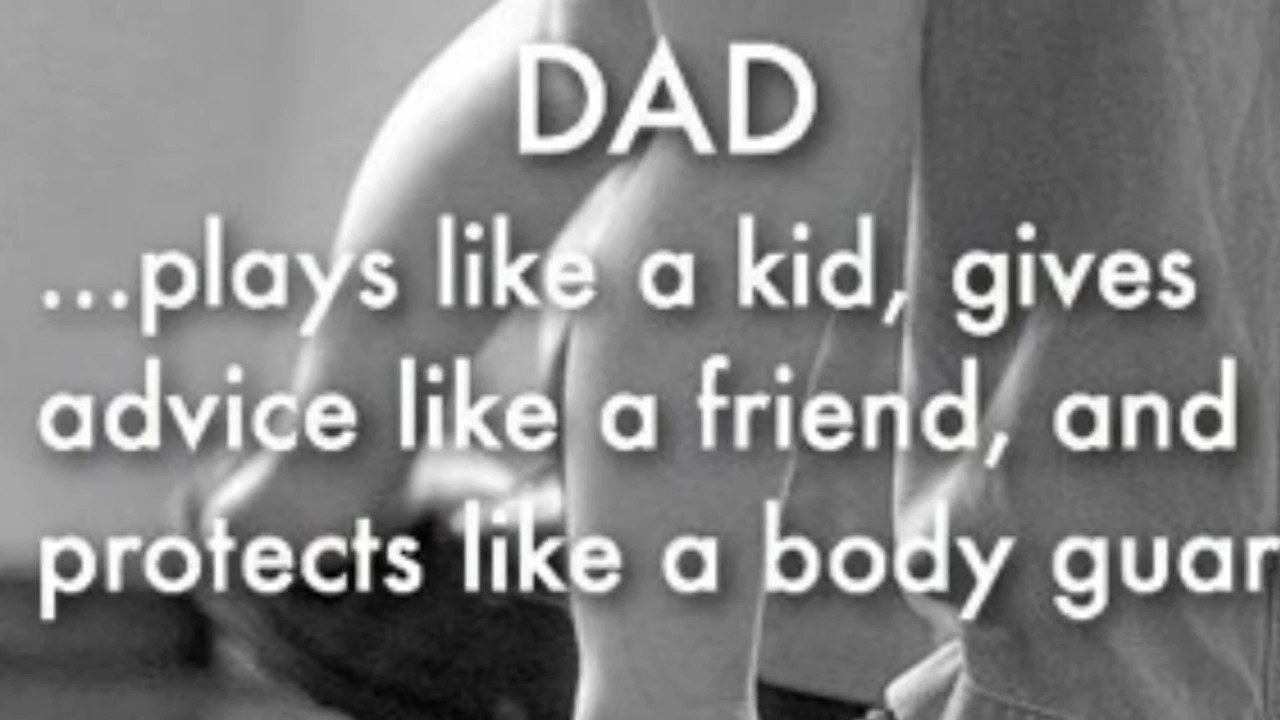 DAD
...plays like a kid, gives
advice like a friend, and
protects like a body guar